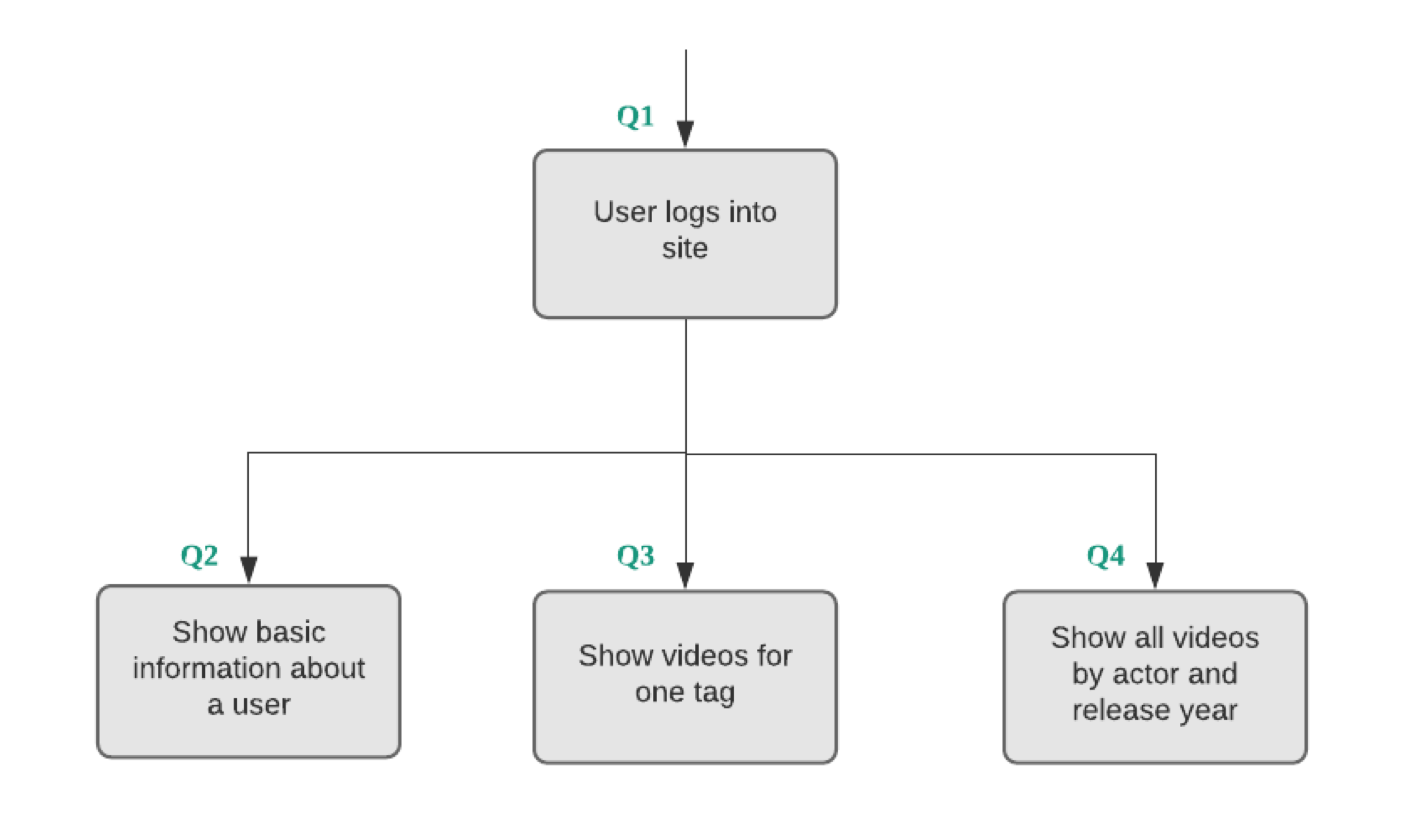 Q1
User logs into
site
Q2
Show basic
information about
a user
Q3
Show videos for
one tag
Q4
Show all videos
by actor and
release year